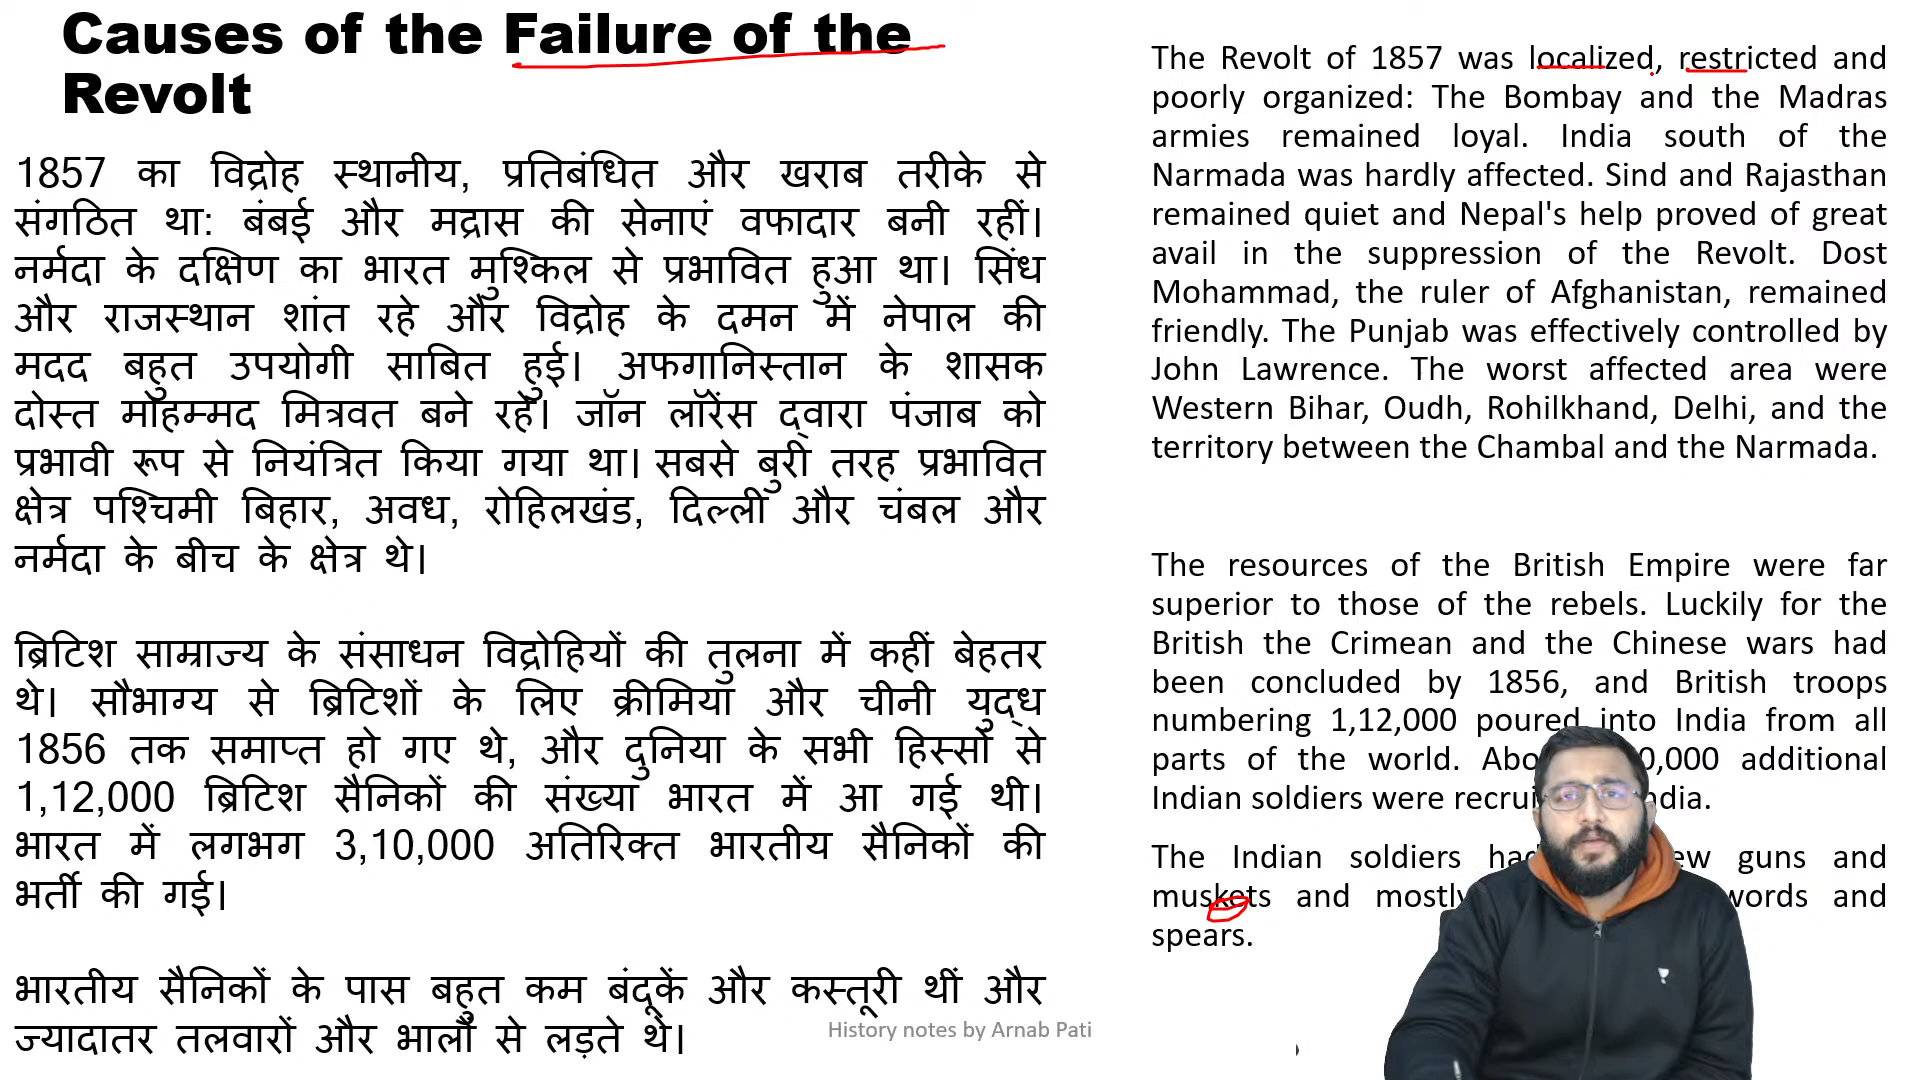 Causes of the Failure of the
Revolt
1857 का विद्रोह स्थानीय, प्रतिबंधित और खराब तरीके से
संगठित था: बंबई और मद्रास की सेनाएं वफादार बनी रहीं।
नर्मदा के दक्षिण का भारत मुश्किल से प्रभावित हुआ था। सिंध
और राजस्थान शांत रहे और विद्रोह के दमन में नेपाल की
मदद बहुत उपयोगी साबित हुई। अफगानिस्तान के शासक
दोस्त मोहम्मद मित्रवत बने रहे। जॉन लॉरेंस द्वारा पंजाब को
प्रभावी रूप से नियंत्रित किया गया था। सबसे बुरी तरह प्रभावित
क्षेत्र पश्चिमी बिहार, अवध, रोहिलखंड, दिल्ली और चंबल और
नर्मदा के बीच के क्षेत्र थे।
ब्रिटिश साम्राज्य के संसाधन विद्रोहियों की तुलना में कहीं बेहतर
थे। सौभाग्य से ब्रिटिशों के लिए क्रीमिया और चीनी युद्ध
1856 तक समाप्त हो गए थे, और दुनिया के सभी हिस्सों से
1,12,000 ब्रिटिश सैनिकों की संख्या भारत में आ गई थी।
भारत में लगभग 3,10,000 अतिरिक्त भारतीय सैनिकों की
भर्ती की गई।
भारतीय सैनिकों के पास बहुत कम बंदूकें और कस्तूरी थीं और
ज्यादातर तलवारों और भालों से लड़ते थे।
The Revolt of 1857 was localized, restricted and
poorly organized: The Bombay and the Madras
armies remained loyal. India south of the
Narmada was hardly affected. Sind and Rajasthan
remained quiet and Nepal's help proved of great
avail in the suppression of the Revolt. Dost
Mohammad, the ruler of Afghanistan, remained
friendly. The Punjab was effectively controlled by
John Lawrence. The worst affected area were
Western Bihar, Oudh, Rohilkhand, Delhi, and the
territory between the Chambal and the Narmada.
The resources of the British Empire were far
superior to those of the rebels. Luckily for the
British the Crimean and the Chinese wars had
been concluded by 1856, and British troops
numbering 1,12,000 poured into India from all
parts of the world. additional
Indian soldiers were
The Indian soldiers guns and
muskets and mostly and
spears.
History notes by Arnab Pati